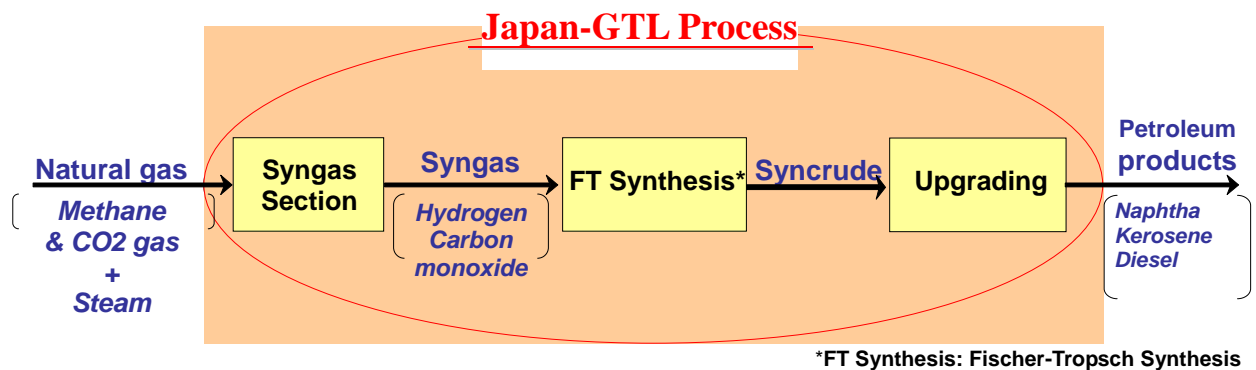 Japan-GTL Process
Natural gas
Methane
& CO2 gas
+
Steam
Syngas
Section
Syngas
Hydrogen
Carbon
monoxide
FT Synthesis*
Syncrude
Upgrading
Petroleum
products
Naphtha
Kerosene
Diesel
*FT Synthesis: Fischer-Tropsch Synthesis